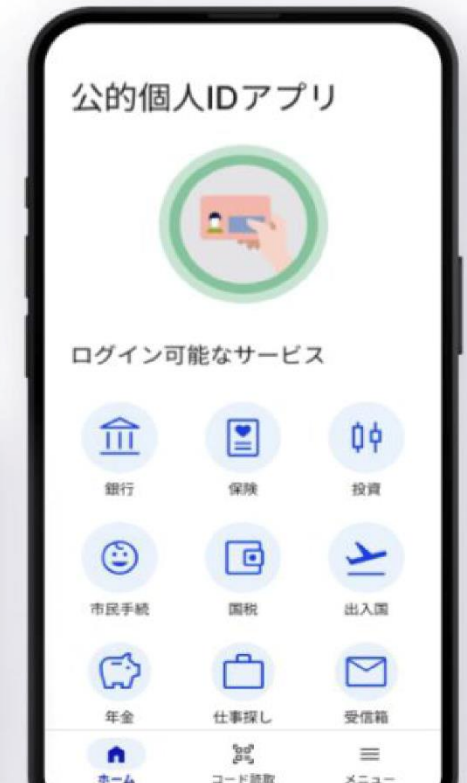 公的個人IDアプリ
ログイン可能なサービス
銀行 保険 投資
市民手続 国税 出入国
年金 仕事探し 受信箱
ホーム コード読取 メニュー